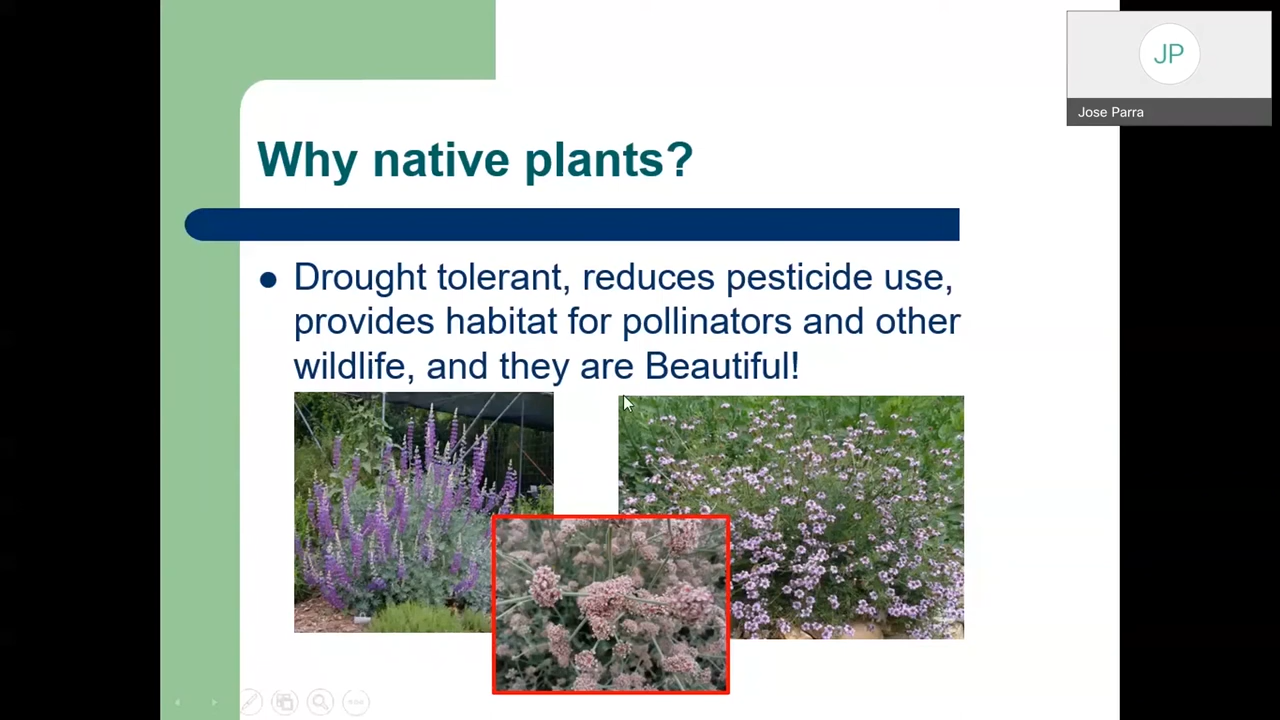 JP
Jose Parra
Why native plants?
Drought tolerant, reduces pesticide use,
provides habitat for pollinators and other
wildlife, and they are Beautiful!